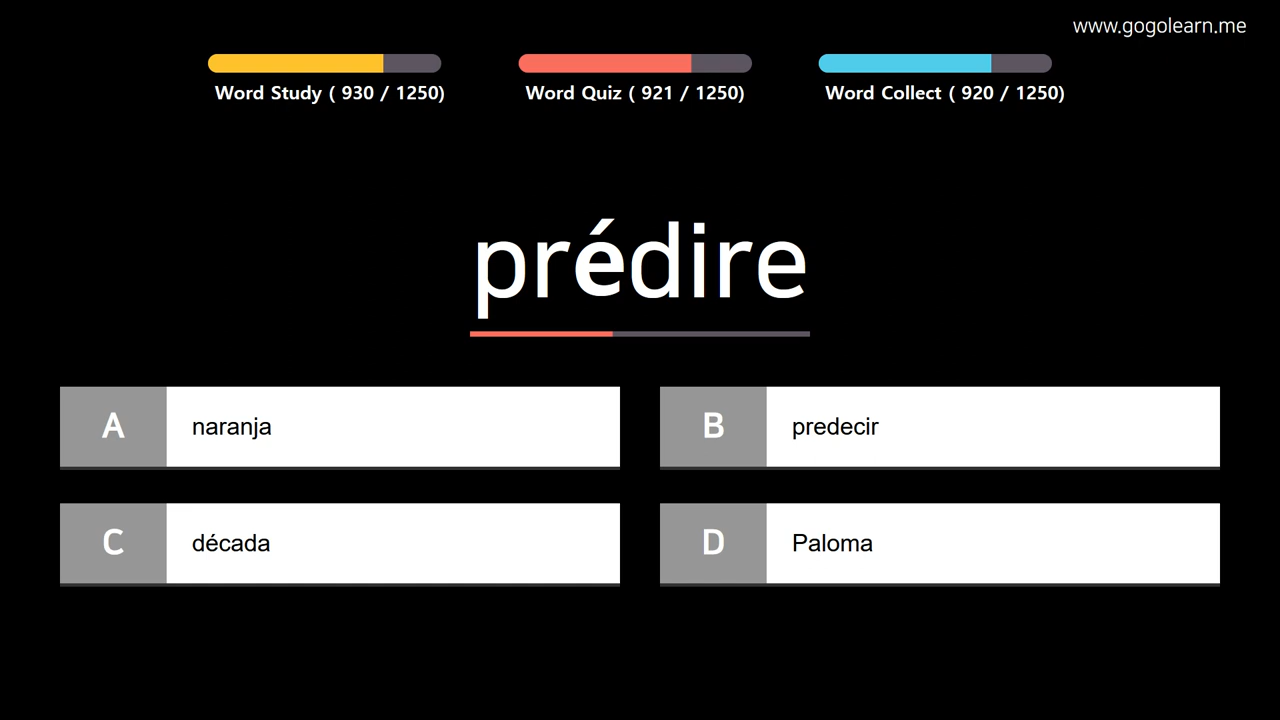 www.gogolearn.me
Word Study ( 930 / 1250)
Word Quiz ( 921 / 1250)
Word Collect ( 920 / 1250)
prédire
A
naranja
B
predecir
C
década
D
Paloma